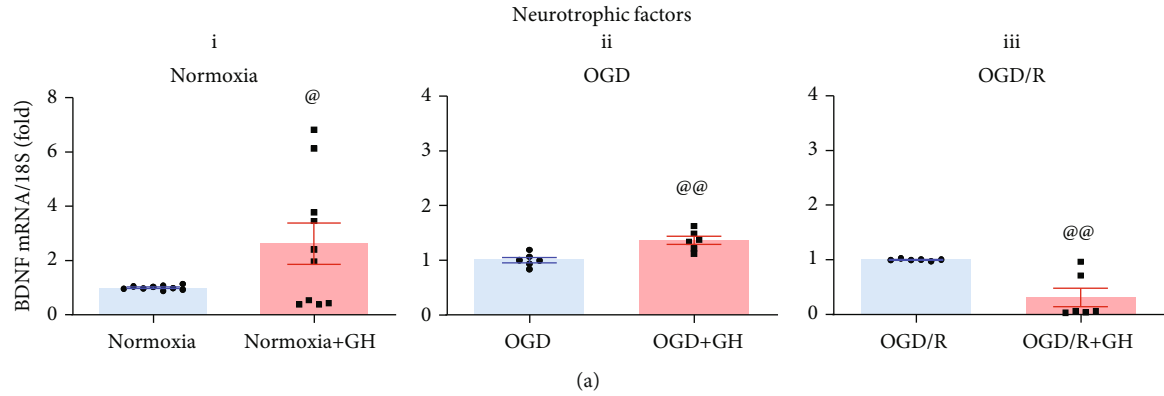 Neurotrophic factors
i
ii
iii
Normoxia
OGD
OGD/R
BDNF mRNA/18S (fold)
8
6
4
2
0
@
Normoxia
Normoxia+GH
4
3
2
1
0
@@
OGD
OGD+GH
4
3
2
1
0
@@
OGD/R
OGD/R+GH
(a)